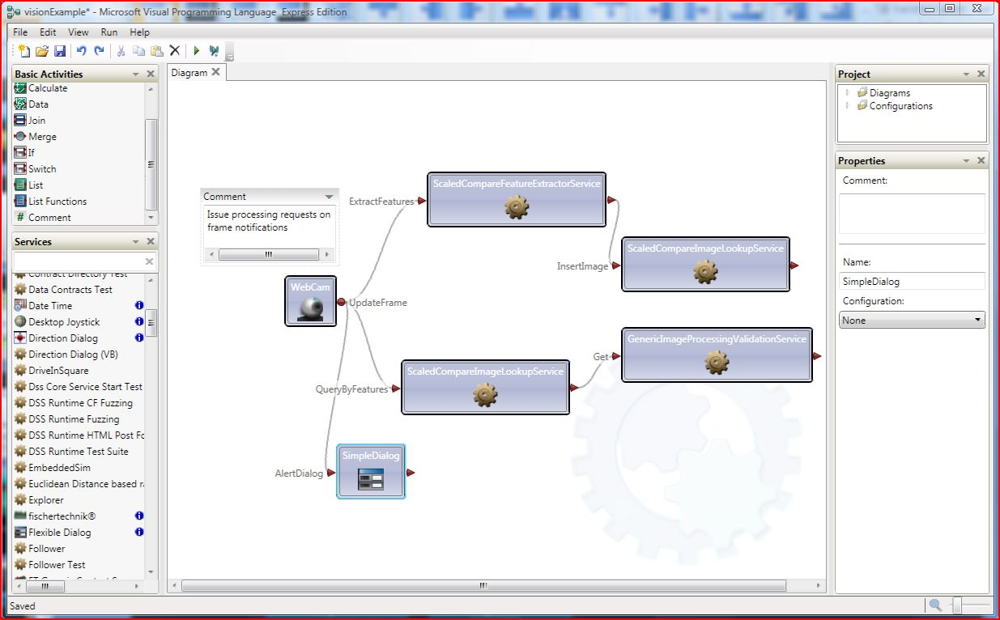 visionExample* - Microsoft Visual Programming Language Express Edition
File Edit View Run Help
Basic Activities
Calculate
Data
Join
Merge
If
Switch
List
List Functions
# Comment
Services
Contract Directory Test
Data Contracts Test
Date Time
Desktop Joystick
Direction Dialog
Direction Dialog (VB)
DriveInSquare
Dss Core Service Start Test
DSS Runtime CF Fuzzing
DSS Runtime Fuzzing
DSS Runtime HTML Post Fo
DSS Runtime Test Suite
EmbeddedSim
Euclidean Distance based ra
Explorer
fischertechnik®
Flexible Dialog
Follower
Follower Test
Diagram
Comment
Issue processing requests on
frame notifications
ExtractFeatures
ScaledCompareFeatureExtractorService
InsertImage
ScaledCompareImageLookupService
WebCam
UpdateFrame
GenericImageProcessingValidationService
Get
ScaledCompareImageLookupService
QueryByFeatures
SimpleDialog
AlertDialog
Project
Diagrams
Configurations
Properties
Comment:
Name:
SimpleDialog
Configuration:
None
Saved